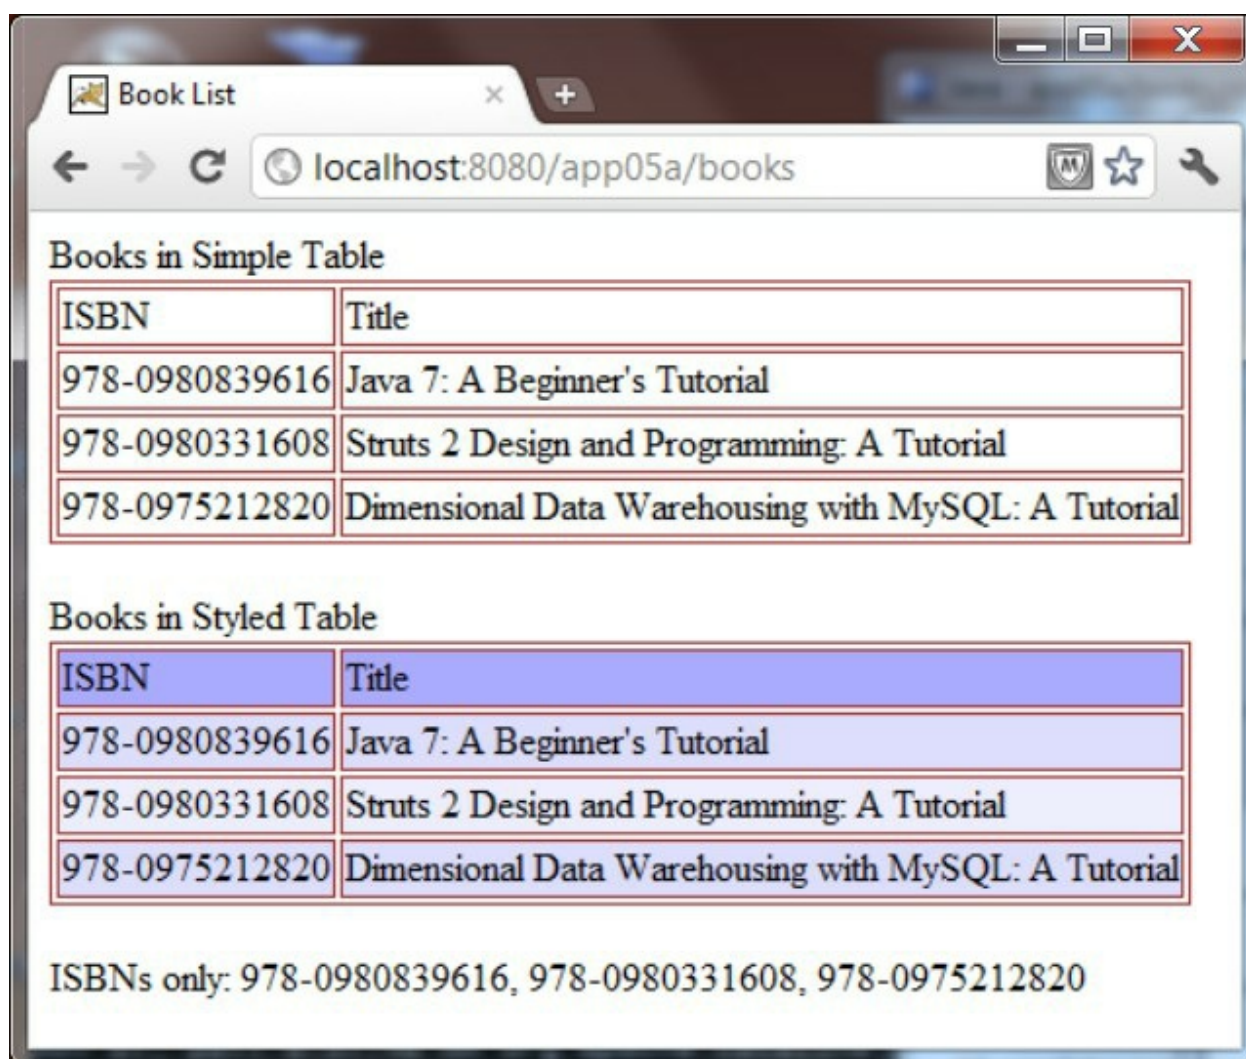 Book List
localhost:8080/app05a/books
Books in Simple Table
ISBN Title
978-0980839616 Java 7: A Beginner's Tutorial
978-0980331608 Struts 2 Design and Programming: A Tutorial
978-0975212820 Dimensional Data Warehousing with MySQL: A Tutorial
Books in Styled Table
ISBN Title
978-0980839616 Java 7: A Beginner's Tutorial
978-0980331608 Struts 2 Design and Programming: A Tutorial
978-0975212820 Dimensional Data Warehousing with MySQL: A Tutorial
ISBNs only: 978-0980839616, 978-0980331608, 978-0975212820